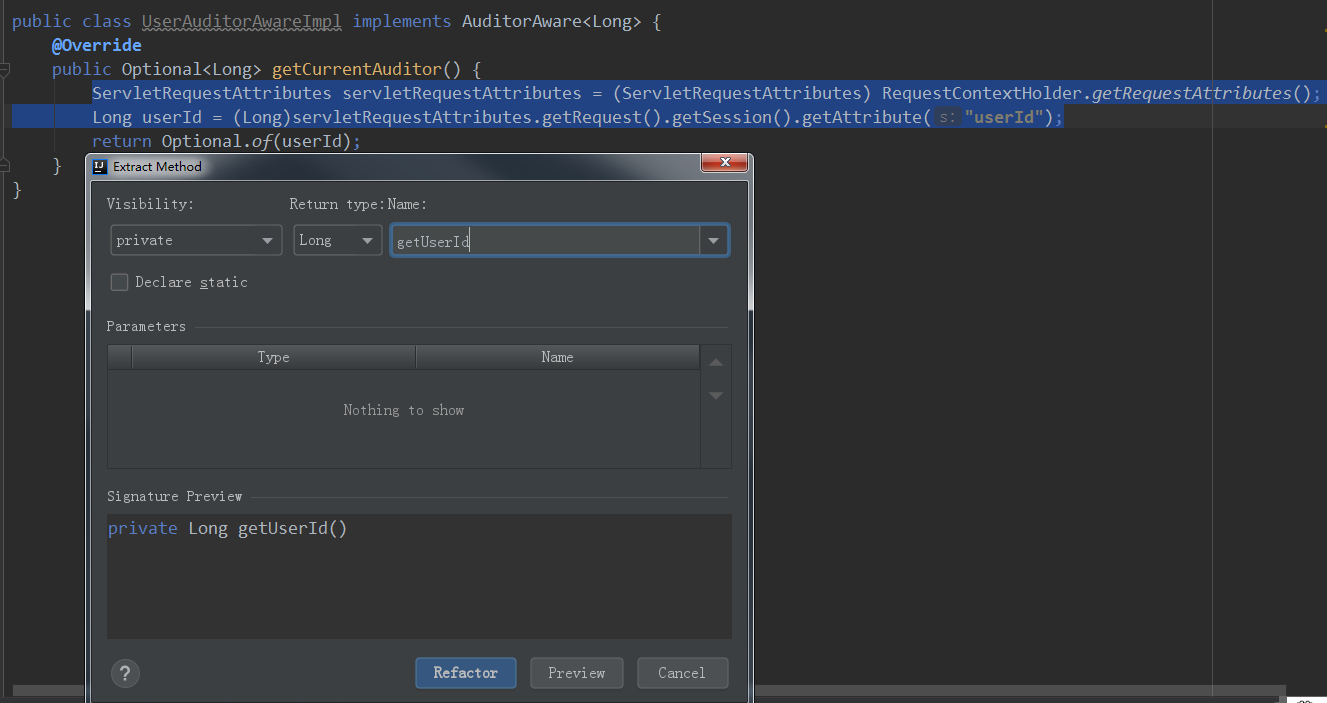 public class UserAuditorAwareImpl implements AuditorAware<Long> {
@Override
public Optional<Long> getCurrentAuditor() {
ServletRequestAttributes servletRequestAttributes = (ServletRequestAttributes) RequestContextHolder.getRequestAttributes();
Long userId = (Long)servletRequestAttributes.getRequest().getSession().getAttribute( s: "userId");
return Optional.of(userId);
}
}
Extract Method
Visibility: Return type: Name:
private Long getUserId
Declare static
Parameters
Type Name
Nothing to show
Signature Preview
private Long getUserId()
? Refactor Preview Cancel